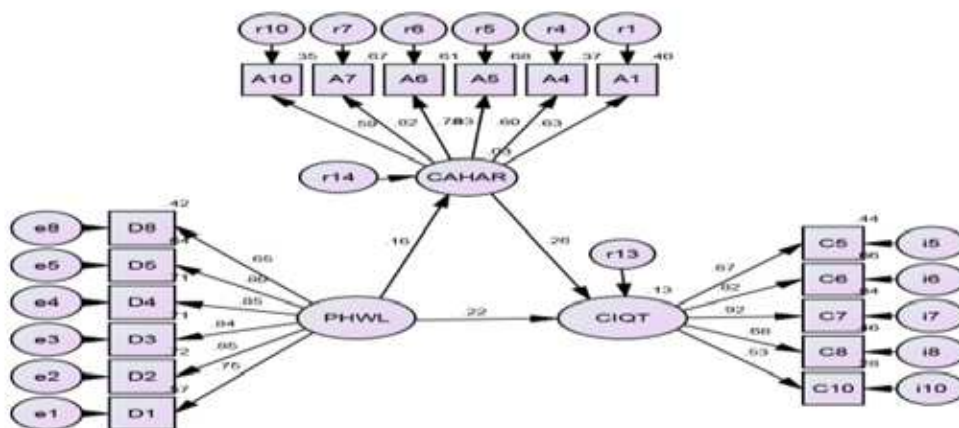 r10 r7 r6 r5 r4 r1
.35 .67 .61 .68 .37 .40
A10 A7 A6 A5 A4 A1
.59 .82 .60 .63
.03
r14 CAHAR
.42
e8 D8
e5 D5
e4 D4
e3 D3
e2 D2
e1 D1
.65
.85
.84
.85
.75
.16
.26
PHWL
.22
r13
.13
CIQT
.67
.82
.92
.68
.53
.44
C5 i5
C6 i6
C7 i7
C8 i8
C10 i10